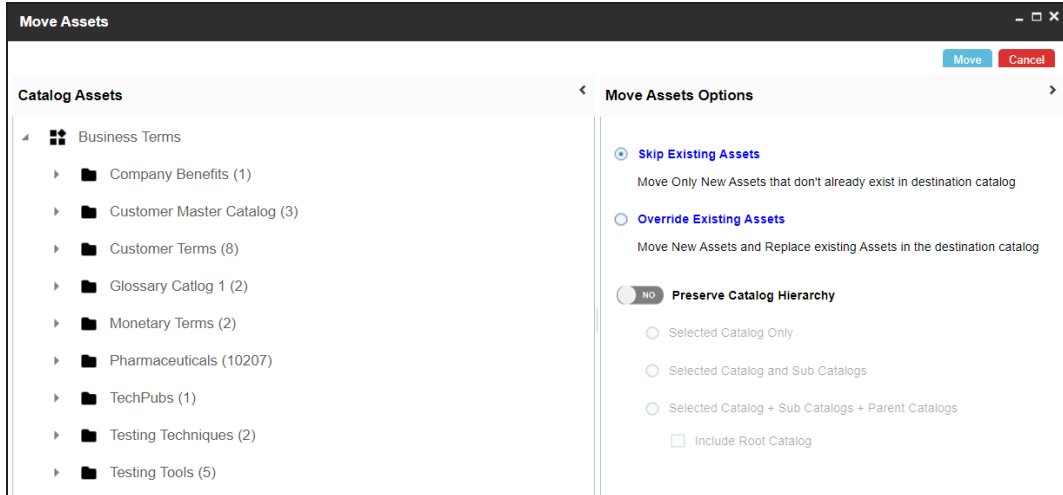 Move Assets
Move Cancel
Catalog Assets
Business Terms
Company Benefits (1)
Customer Master Catalog (3)
Customer Terms (8)
Glossary Catlog 1 (2)
Monetary Terms (2)
Pharmaceuticals (10207)
TechPubs (1)
Testing Techniques (2)
Testing Tools (5)
Move Assets Options
Skip Existing Assets
Move Only New Assets that don't already exist in destination catalog
Override Existing Assets
Move New Assets and Replace existing Assets in the destination catalog
NO Preserve Catalog Hierarchy
Selected Catalog Only
Selected Catalog and Sub Catalogs
Selected Catalog + Sub Catalogs + Parent Catalogs
Include Root Catalog